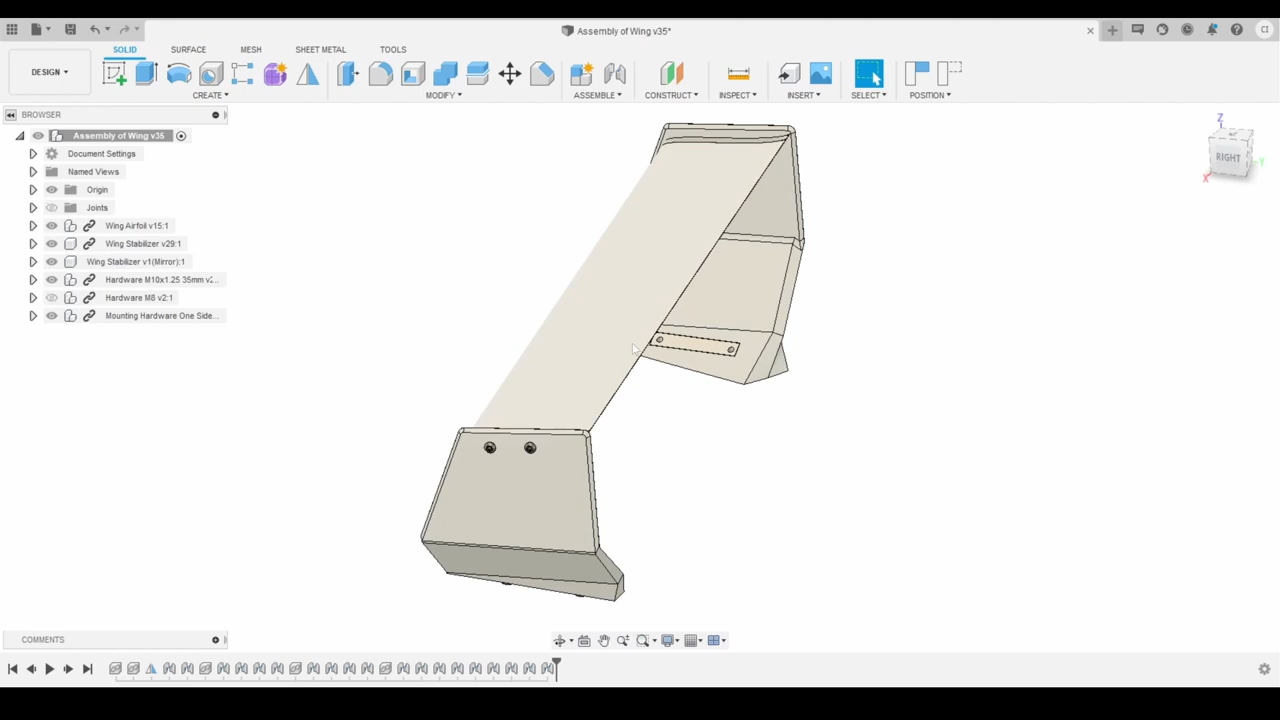 Assembly of Wing v35*
CI
SOLID SURFACE MESH SHEET METAL TOOLS
DESIGN
CREATE MODIFY ASSEMBLE CONSTRUCT INSPECT INSERT SELECT POSITION
BROWSER
Assembly of Wing v35
Document Settings
Named Views
Origin
Joints
Wing Airfoil v15:1
Wing Stabilizer v29:1
Wing Stabilizer v1(Mirror):1
Hardware M10x1.25 35mm v2...
Hardware M8 v2:1
Mounting Hardware One Side...
Z
RIGHT
X
Y
COMMENTS